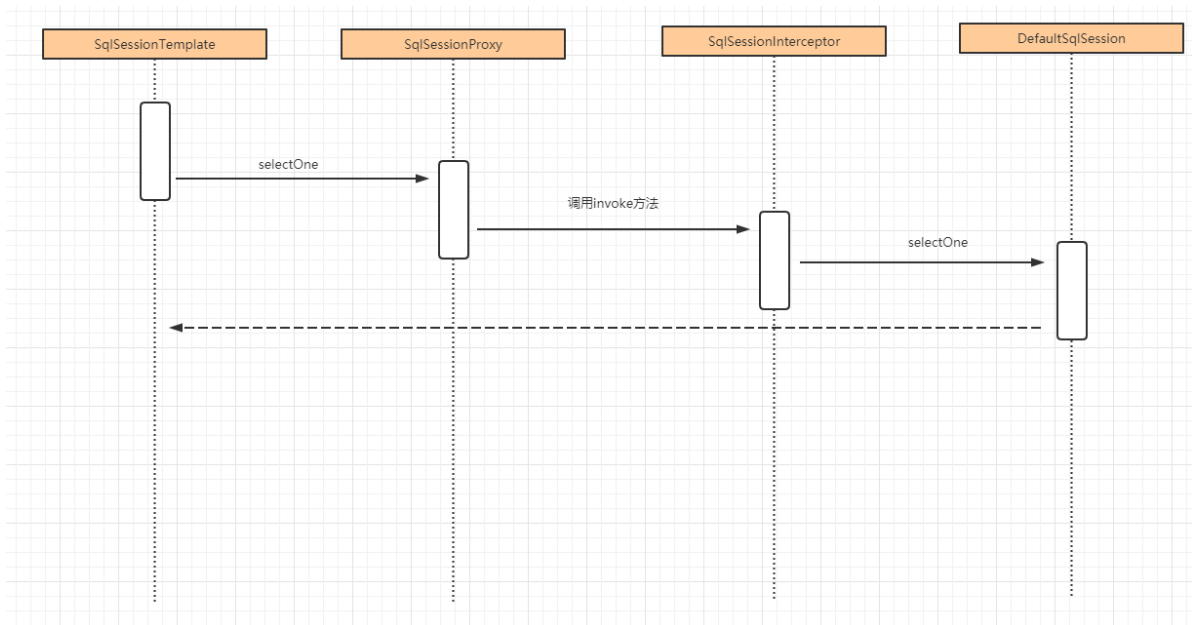 SqlSessionTemplate
SqlSessionProxy
SqlSessionInterceptor
DefaultSqlSession
selectOne
调用invoke方法
selectOne